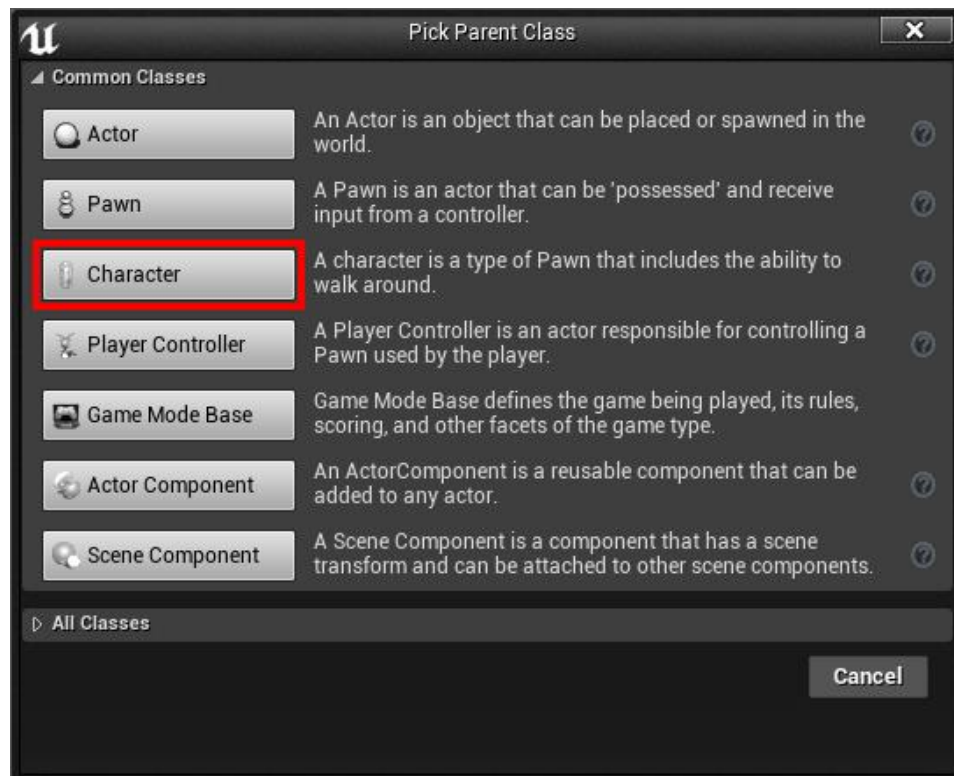 Pick Parent Class
Common Classes
Actor
An Actor is an object that can be placed or spawned in the
world.
Pawn
A Pawn is an actor that can be 'possessed' and receive
input from a controller.
Character
A character is a type of Pawn that includes the ability to
walk around.
Player Controller
A Player Controller is an actor responsible for controlling a
Pawn used by the player.
Game Mode Base
Game Mode Base defines the game being played, its rules,
scoring, and other facets of the game type.
Actor Component
An ActorComponent is a reusable component that can be
added to any actor.
Scene Component
A Scene Component is a component that has a scene
transform and can be attached to other scene components.
All Classes
Cancel